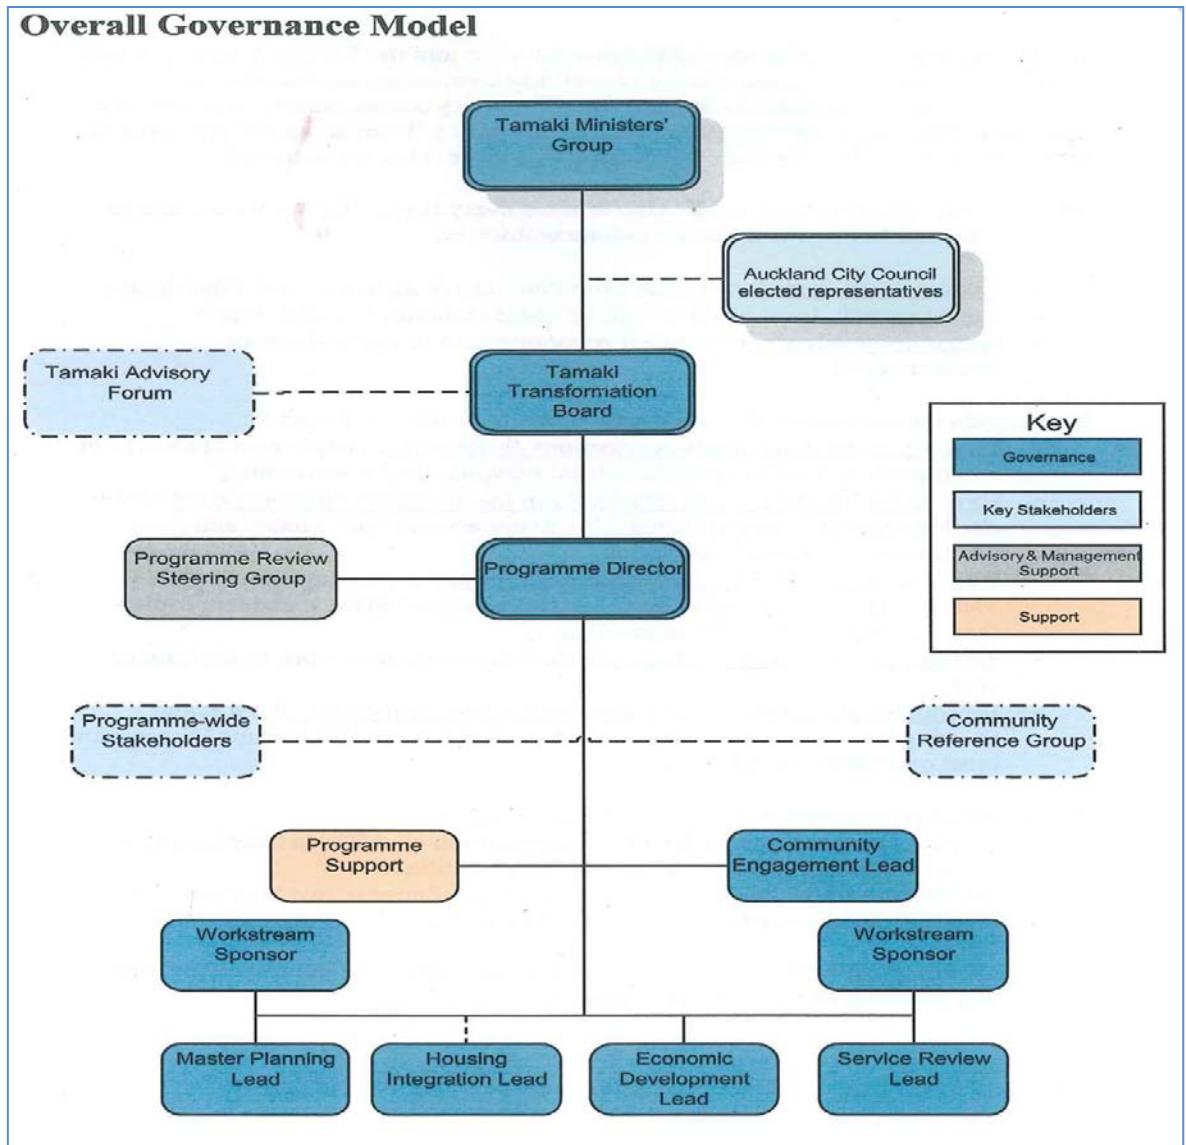 Overall Governance Model
Tamaki Ministers'
Group
Auckland City Council
elected representatives
Tamaki Advisory
Forum
Tamaki
Transformation
Board
Key
Governance
Key Stakeholders
Advisory & Management
Support
Support
Programme Review
Steering Group
Programme Director
Programme-wide
Stakeholders
Community
Reference Group
Programme
Support
Community
Engagement Lead
Workstream
Sponsor
Workstream
Sponsor
Master Planning
Lead
Housing
Integration Lead
Economic
Development
Lead
Service Review
Lead